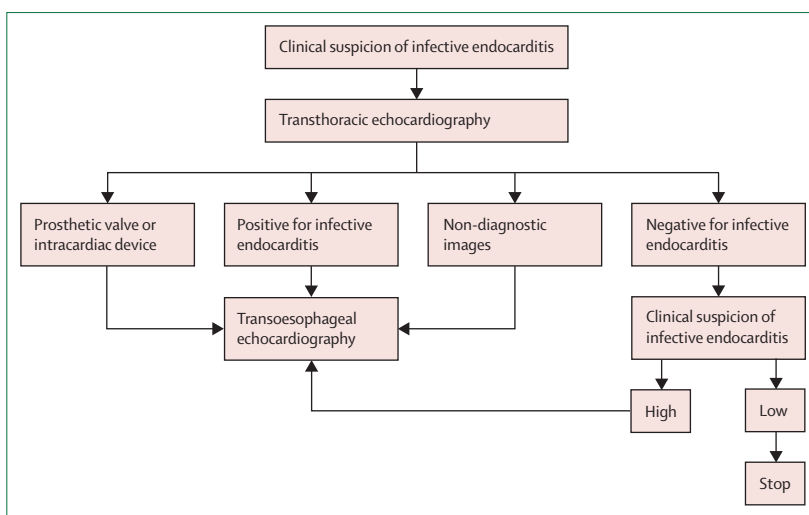 Clinical suspicion of infective endocarditis
Transthoracic echocardiography
Prosthetic valve or
intracardiac device
Positive for infective
endocarditis
Non-diagnostic
images
Negative for infective
endocarditis
Transoesophageal
echocardiography
Clinical suspicion of
infective endocarditis
High
Low
Stop